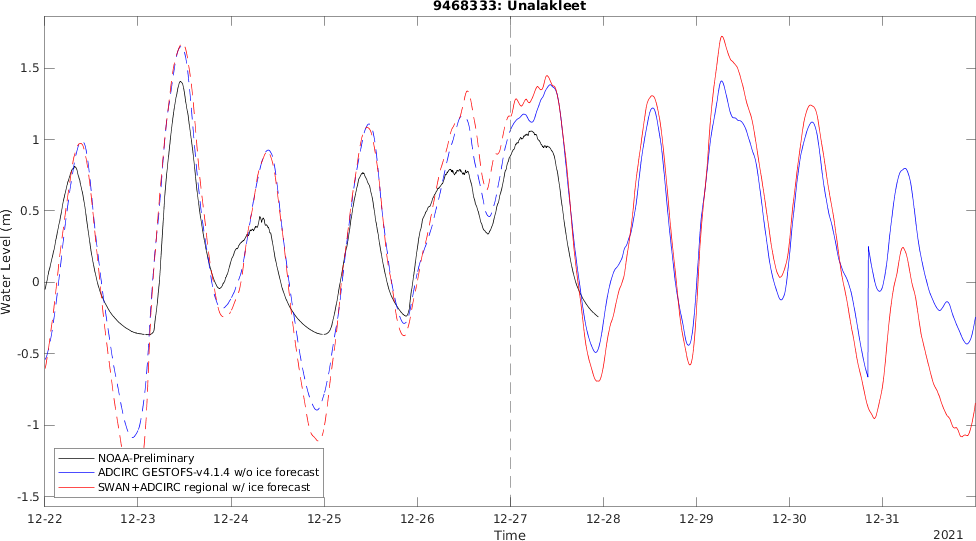 9468333: Unalakleet
Water Level (m)
1.5
1
0.5
0
-0.5
-1
-1.5
NOAA-Preliminary
ADCIRC GESTOFS-v4.1.4 w/o ice forecast
SWAN+ADCIRC regional w/ ice forecast
12-22 12-23 12-24 12-25 12-26 12-27 12-28 12-29 12-30 12-31
Time
2021